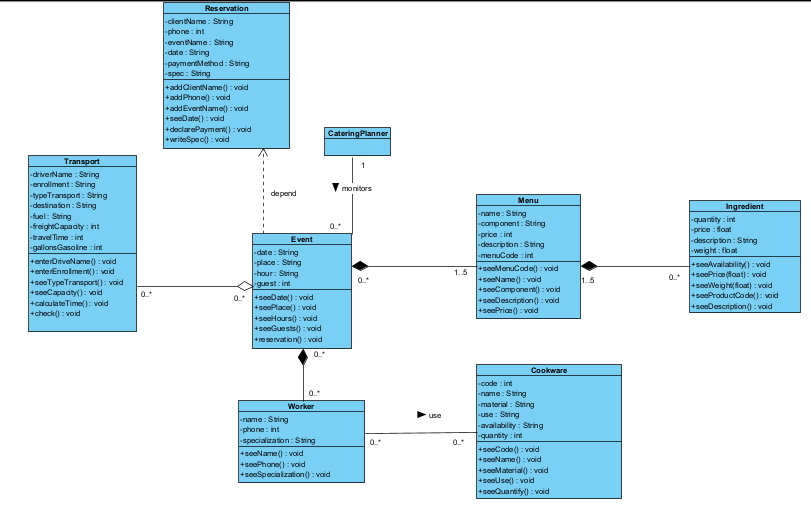 Reservation
-clientName : String
-phone : int
-eventName : String
-date : String
-paymentMethod : String
-spec : String
+addClientName() : void
+addPhone() : void
+addEventName() : void
+seeDate() : void
+declarePayment() : void
+writeSpec() : void
CateringPlanner
1
monitors
0..*
depend
Transport
-driverName : String
-enrollment : String
-typeTransport : String
-destination : String
-fuel : String
-freightCapacity : int
-travelTime : int
-gallonsGasoline : int
+enterDriveName() : void
+enterEnrollment() : void
+seeTypeTransport() : void
+seeCapacity() : void
+calculateTime() : void
+check() : void
0..*
0..*
Event
-date : String
-place : String
-hour : String
-guest : int
+seeDate() : void
+seePlace() : void
+seeHours() : void
+seeGuests() : void
+reservation() : void
0..*
1..5
Menu
-name : String
-component : String
-price : int
-description : String
-menuCode : int
+seeMenuCode() : void
+seeName() : void
+seeComponent() : void
+seeDescription() : void
+seePrice() : void
1..5
0..*
Ingredient
-quantity : int
-price : float
-description : String
-weight : float
+seeAvailability() : void
+seePrice(float) : void
+seeWeight(float) : void
+seeProductCode() : void
+seeDescription() : void
0..*
0..*
Worker
-name : String
-phone : int
-specialization : String
+seeName() : void
+seePhone() : void
+seeSpecialization() : void
use
0..*
0..*
Cookware
-code : int
-name : String
-material : String
-use : String
-availability : String
-quantity : int
+seeCode() : void
+seeName() : void
+seeMaterial() : void
+seeUse() : void
+seeQuantify() : void